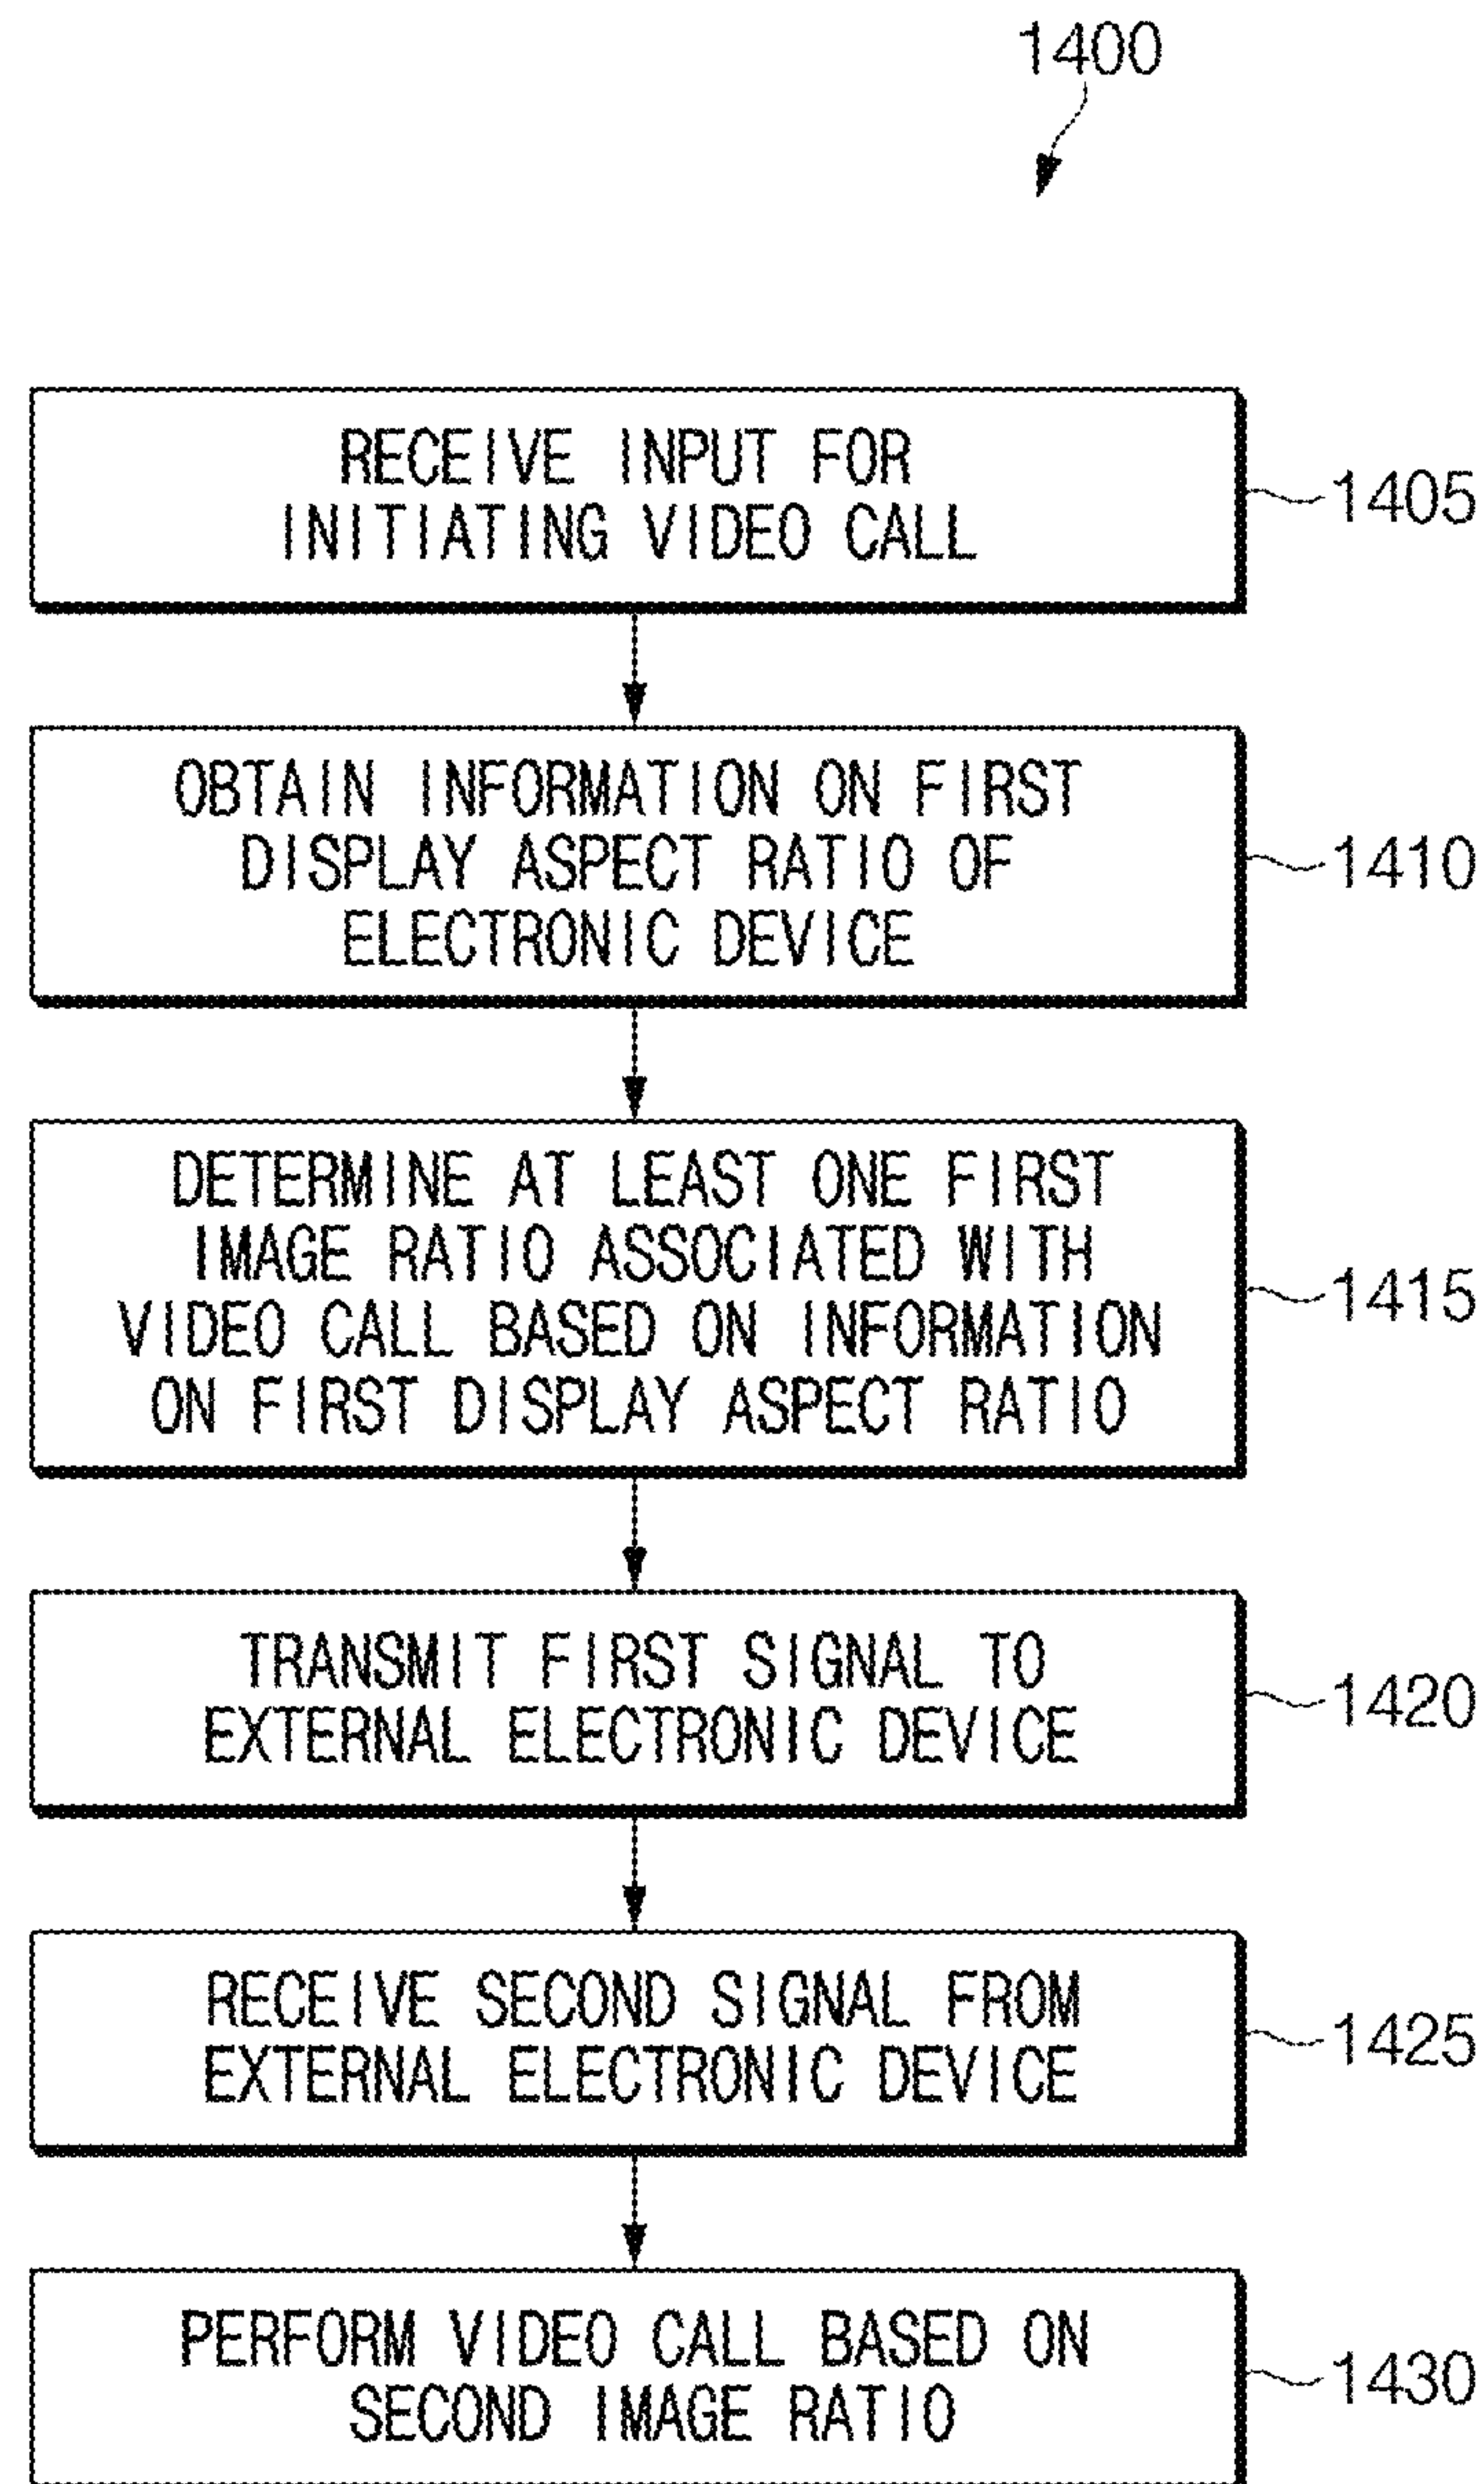 1400
RECEIVE INPUT FOR
INITIATING VIDEO CALL
1405
OBTAIN INFORMATION ON FIRST
DISPLAY ASPECT RATIO OF
ELECTRONIC DEVICE
1410
DETERMINE AT LEAST ONE FIRST
IMAGE RATIO ASSOCIATED WITH
VIDEO CALL BASED ON INFORMATION
ON FIRST DISPLAY ASPECT RATIO
1415
TRANSMIT FIRST SIGNAL TO
EXTERNAL ELECTRONIC DEVICE
1420
RECEIVE SECOND SIGNAL FROM
EXTERNAL ELECTRONIC DEVICE
1425
PERFORM VIDEO CALL BASED ON
SECOND IMAGE RATIO
1430